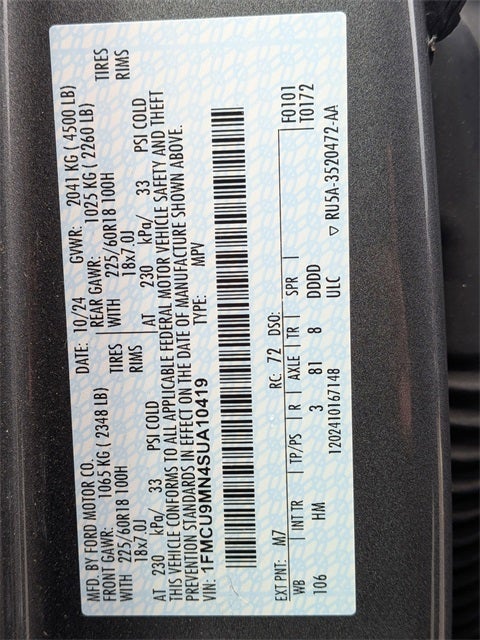 MFD. BY FORD MOTOR CO. DATE: 10/24 GVWR: 2041 KG ( 4500 LB)
FRONT GAWR: 1065 KG ( 2348 LB) REAR GAWR: 1025 KG ( 2260 LB)
WITH 225/60R18 100H TIRES WITH 225/60R18 100H TIRES
18x7.0J RIMS 18x7.0J RIMS
AT 230 kPa/ 33 PSI COLD AT 230 kPa/ 33 PSI COLD
THIS VEHICLE CONFORMS TO ALL APPLICABLE FEDERAL MOTOR VEHICLE SAFETY AND THEFT
PREVENTION STANDARDS IN EFFECT ON THE DATE OF MANUFACTURE SHOWN ABOVE.
VIN: 1FMCU9MN4SUA10419 TYPE: MPV
EXT PNT: M7 RC: 72 DSO: F0101
WB INT TR TP/PS R AXLE TR SPR T0172
106 HM 3 81 8 DDDD
1202410167148 ULC ▽ RU5A-3520472-AA